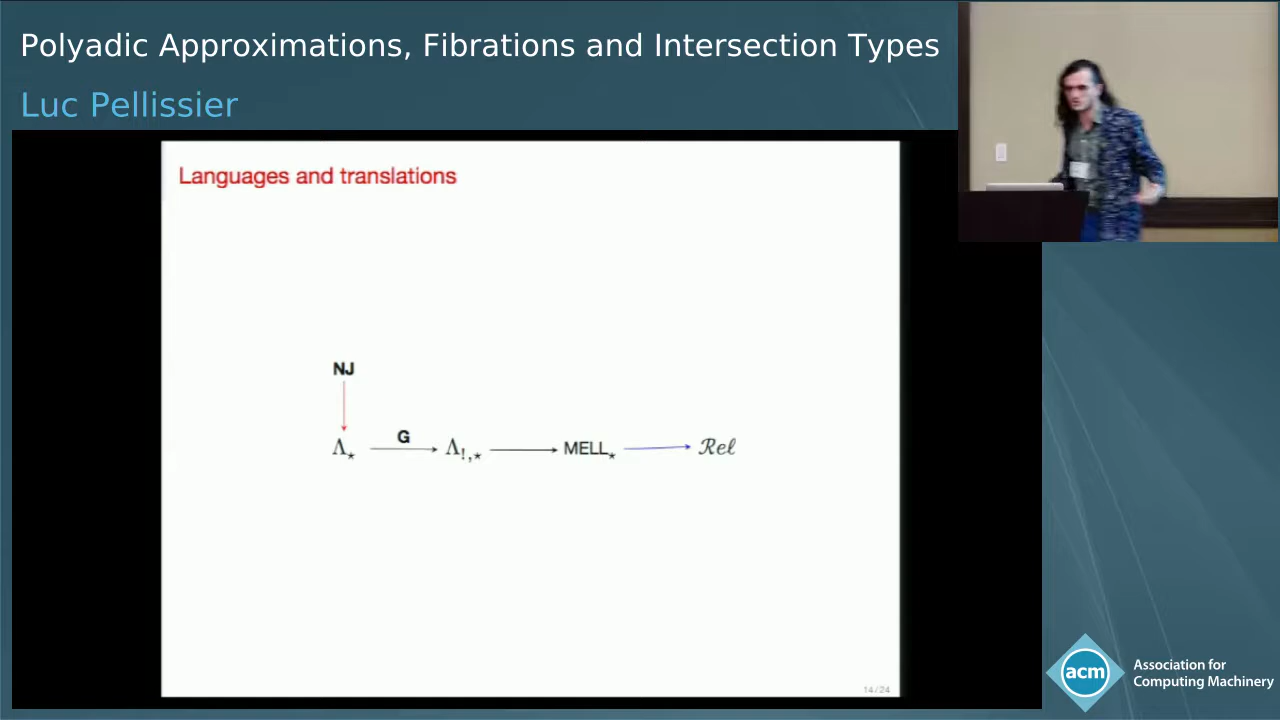 Polyadic Approximations, Fibrations and Intersection Types
Luc Pellissier
Languages and translations
NJ
Λ⋆ G Λ!,⋆ MELL⋆ ℛel
14/24
acm
Association for
Computing Machinery